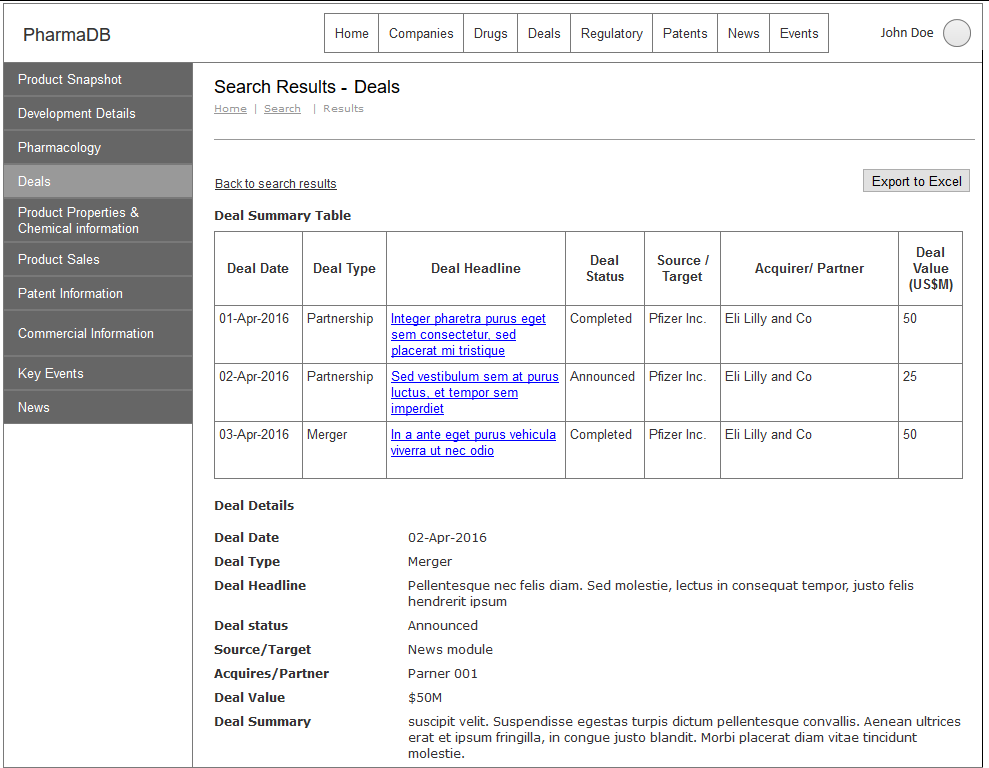 PharmaDB
Home Companies Drugs Deals Regulatory Patents News Events
John Doe
Product Snapshot
Development Details
Pharmacology
Deals
Product Properties &
Chemical information
Product Sales
Patent Information
Commercial Information
Key Events
News
Search Results - Deals
Home | Search | Results
Back to search results
Export to Excel
Deal Summary Table
Deal Date
Deal Type
Deal Headline
Deal
Status
Source /
Target
Acquirer/ Partner
Deal
Value
(US$M)
01-Apr-2016
Partnership
Integer pharetra purus eget
sem consectetur, sed
placerat mi tristique
Completed
Pfizer Inc.
Eli Lilly and Co
50
02-Apr-2016
Partnership
Sed vestibulum sem at purus
luctus, et tempor sem
imperdiet
Announced
Pfizer Inc.
Eli Lilly and Co
25
03-Apr-2016
Merger
In a ante eget purus vehicula
viverra ut nec odio
Completed
Pfizer Inc.
Eli Lilly and Co
50
Deal Details
Deal Date 02-Apr-2016
Deal Type Merger
Deal Headline Pellentesque nec felis diam. Sed molestie, lectus in consequat tempor, justo felis
hendrerit ipsum
Deal status Announced
Source/Target News module
Acquires/Partner Parner 001
Deal Value $50M
Deal Summary suscipit velit. Suspendisse egestas turpis dictum pellentesque convallis. Aenean ultrices
erat et ipsum fringilla, in congue justo blandit. Morbi placerat diam vitae tincidunt
molestie.